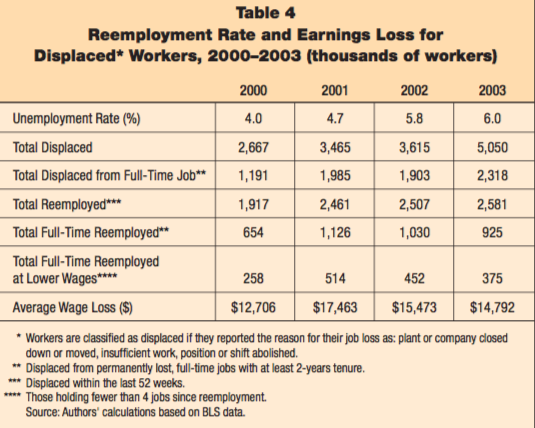 Table 4
Reemployment Rate and Earnings Loss for
Displaced* Workers, 2000–2003 (thousands of workers)
2000 2001 2002 2003
Unemployment Rate (%) 4.0 4.7 5.8 6.0
Total Displaced 2,667 3,465 3,615 5,050
Total Displaced from Full-Time Job** 1,191 1,985 1,903 2,318
Total Reemployed*** 1,917 2,461 2,507 2,581
Total Full-Time Reemployed** 654 1,126 1,030 925
Total Full-Time Reemployed
at Lower Wages**** 258 514 452 375
Average Wage Loss ($) $12,706 $17,463 $15,473 $14,792
* Workers are classified as displaced if they reported the reason for their job loss as: plant or company closed
down or moved, insufficient work, position or shift abolished.
** Displaced from permanently lost, full-time jobs with at least 2-years tenure.
*** Displaced within the last 52 weeks.
**** Those holding fewer than 4 jobs since reemployment.
Source: Authors' calculations based on BLS data.